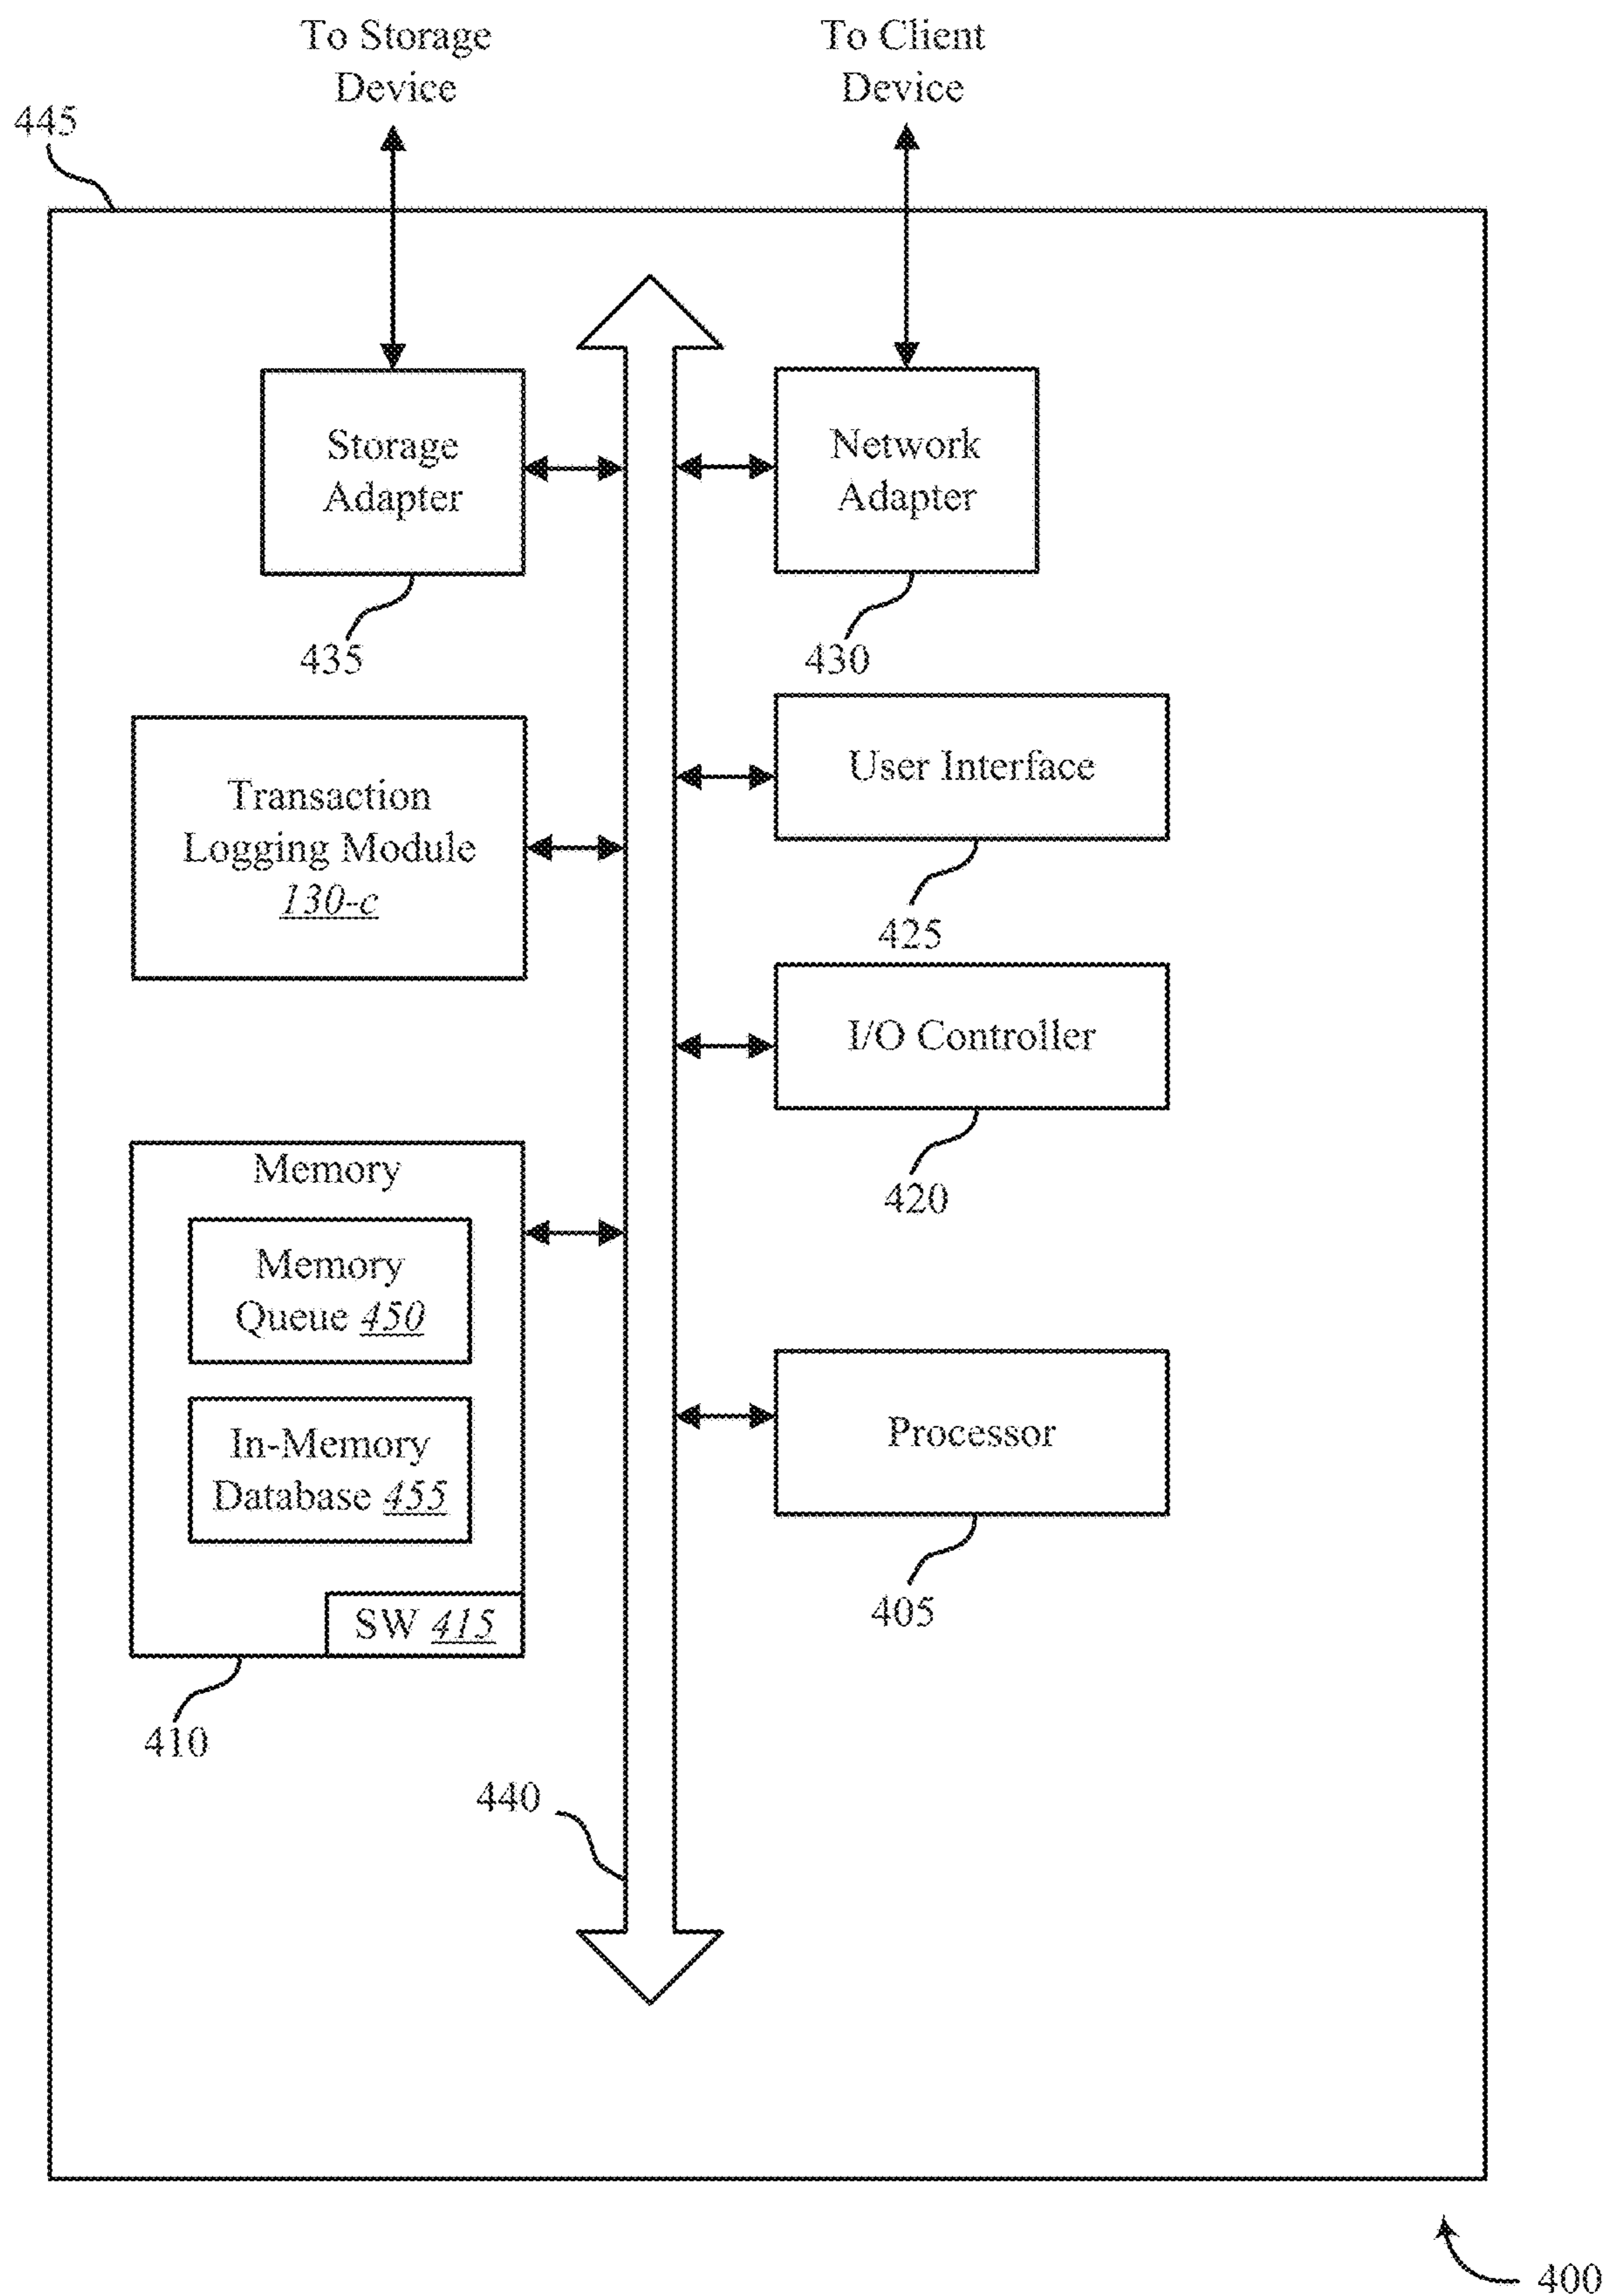 To Storage
Device
To Client
Device
445
Storage
Adapter
435
Network
Adapter
430
Transaction
Logging Module
130-c
User Interface
425
I/O Controller
420
Memory
Memory
Queue 450
In-Memory
Database 455
SW 415
410
Processor
405
440
400